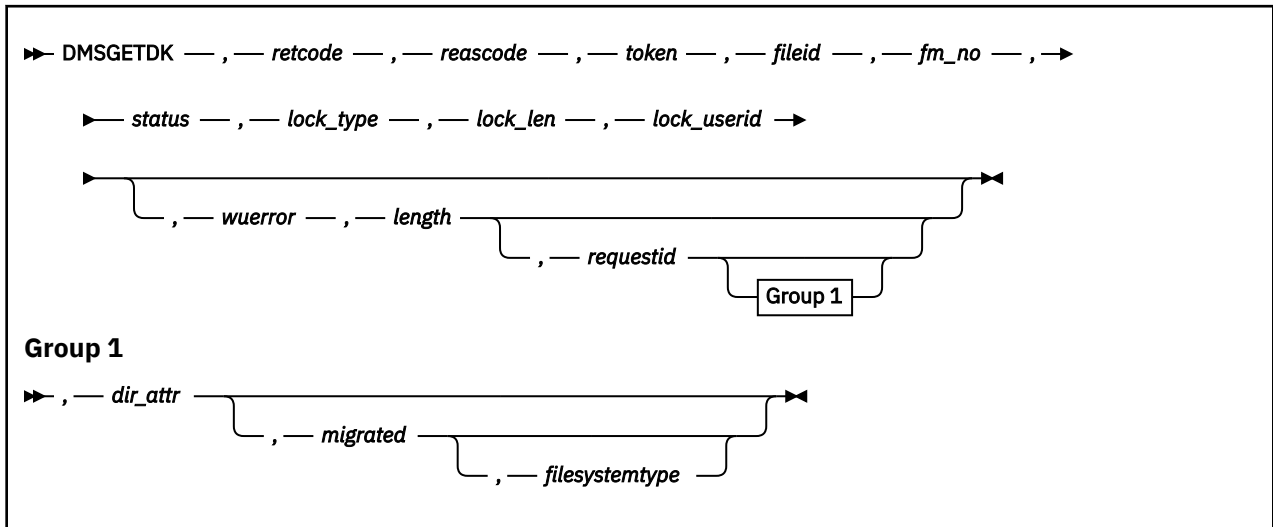 DMSGETDK , retcode , reascode , token , fileid , fm_no ,
status , lock_type , lock_len , lock_userid
, wuerror , length
, requestid
Group 1
Group 1
, dir_attr
, migrated
, filesystemtype